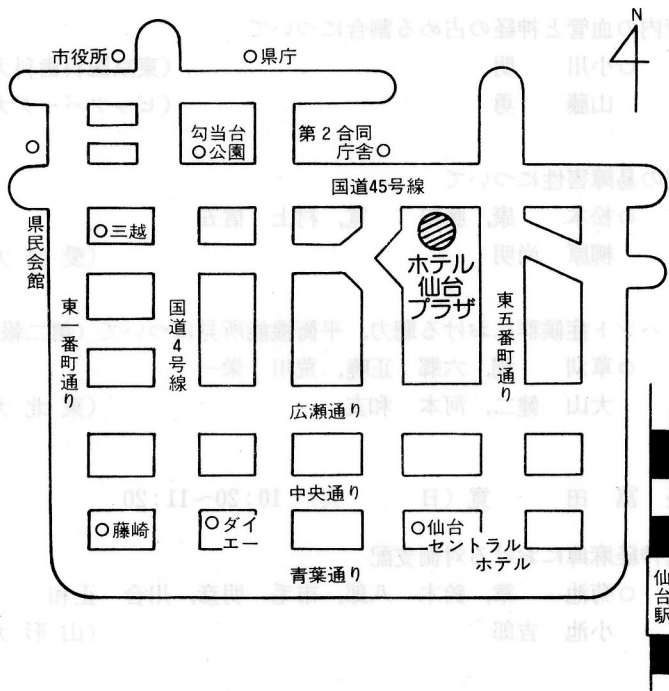 N
市役所
県庁
勾当台
公園
第2合同
庁舎
国道45号線
県民会館
三越
ホテル
仙台
プラザ
東一番町通り
国道4号線
東五番町通り
広瀬通り
中央通り
藤崎
ダイ
エー
仙台
セントラル
ホテル
青葉通り
仙台駅